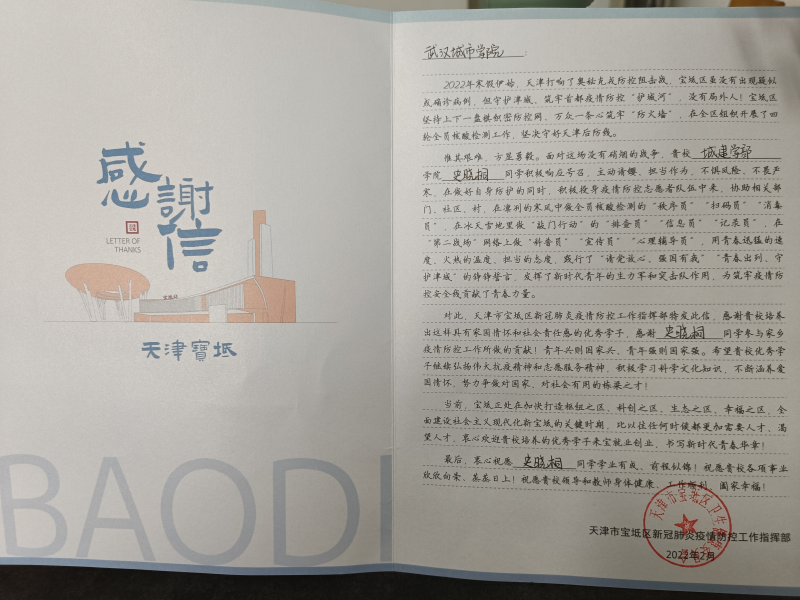 感謝信
LETTER OF
THANKS
天津寶坻
BAODI
武汉城市学院
2022年寒假伊始，天津打响了奥秘克戎防控阻击战，宝坻区虽没有出现疑似
或确诊病例，但守护津城、筑牢首都疫情防控“护城河”，没有局外人！宝坻区
坚持上下一盘棋织密防控网、万众一条心筑牢“防火墙”，在全区组织开展了四
轮全员核酸检测工作，坚决守好天津后防线。
惟其艰难，方显勇毅。面对这场没有硝烟的战争，贵校 城建学部
学院 史晓桐 同学积极响应号召，主动请缨、担当作为，不惧风险、不畏严
寒，在做好自身防护的同时，积极投身疫情防控志愿者队伍中来，协助相关部
门、社区、村，在凛冽的寒风中做全员核酸检测的“秩序员”“扫码员”“消毒
员”，在冰天雪地里做“敲门行动”的“排查员”“信息员”“记录员”，在
“第二战场”网络上做“科普员”“宣传员”“心理辅导员”，用青春迅猛的速
度、火热的温度、担当的态度，践行了“请党放心、强国有我”“青春出列、守
护津城”的铮铮誓言，发挥了新时代青年的生力军和突击队作用，为筑牢疫情防
控安全线贡献了青春力量。
对此，天津市宝坻区新冠肺炎疫情防控工作指挥部特发此信，感谢贵校培养
出这样具有家国情怀和社会责任感的优秀学子，感谢 史晓桐 同学参与家乡
疫情防控工作所做的贡献！青年兴则国家兴，青年强则国家强。希望贵校优秀学
子继续弘扬伟大抗疫精神和志愿服务精神，积极学习科学文化知识，不断涵养爱
国情怀，努力争做对国家、对社会有用的栋梁之才！
当前，宝坻正处在加快打造枢纽之区、科创之区、生态之区、幸福之区，全
面建设社会主义现代化新宝坻的关键时期，比以往任何时候都更加需要人才、渴
望人才，衷心欢迎贵校培养的优秀学子来宝就业创业，书写新时代青春华章！
最后，衷心祝愿 史晓桐 同学学业有成、前程似锦！祝愿贵校各项事业
欣欣向荣、蒸蒸日上！祝愿贵校领导和教师身体健康、工作顺利、阖家幸福！
天津市宝坻区新冠肺炎疫情防控工作指挥部
2022年2月